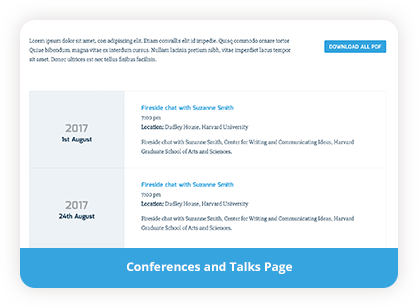 Lorem ipsum dolor sit amet, con adipiscing elit. Etiam convallis elit id impedit. Quisq commodo ornare tortor
Quiue bibendum, magna vitae ex interdum cursus. Nullam lacinia pretium nibh, vitae imperdiet lacus tempor
sit amet. Donec ultrices est nec tellus finibus facilisis.
DOWNLOAD ALL PDF
2017
1st August
Fireside chat with Suzanne Smith
7:00 pm
Location: Dudley House, Harvard University
Fireside chat with Suzanne Smith, Center for Writing and Communicating Ideas, Harvard
Graduate School of Arts and Sciences.
2017
24th August
Fireside chat with Suzanne Smith
7:00 pm
Location: Dudley House, Harvard University
Fireside chat with Suzanne Smith, Center for Writing and Communicating Ideas, Harvard
Graduate School of Arts and Sciences.
Conferences and Talks Page